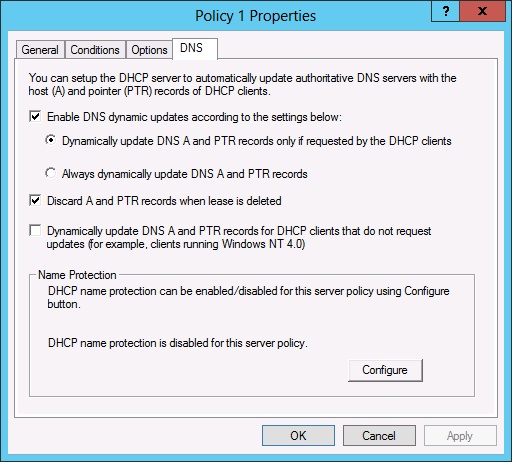 Policy 1 Properties
? X
General Conditions Options DNS
You can setup the DHCP server to automatically update authoritative DNS servers with the
host (A) and pointer (PTR) records of DHCP clients.
Enable DNS dynamic updates according to the settings below:
Dynamically update DNS A and PTR records only if requested by the DHCP clients
Always dynamically update DNS A and PTR records
Discard A and PTR records when lease is deleted
Dynamically update DNS A and PTR records for DHCP clients that do not request
updates (for example, clients running Windows NT 4.0)
Name Protection
DHCP name protection can be enabled/disabled for this server policy using Configure
button.
DHCP name protection is disabled for this server policy.
Configure
OK Cancel Apply